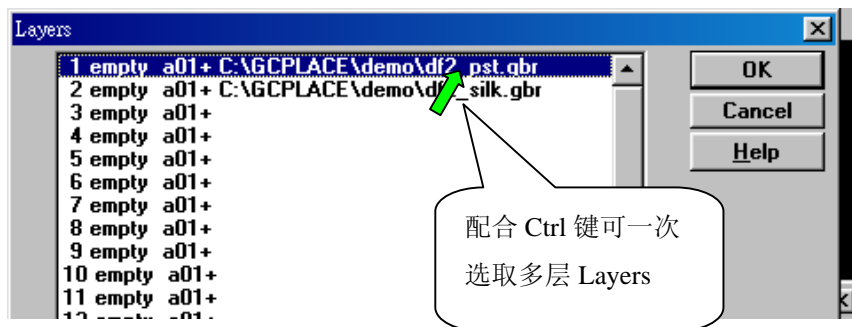 Layers
1 empty a01+ C:\GCPLACE\demo\df2_pst.gbr
2 empty a01+ C:\GCPLACE\demo\df2_silk.gbr
3 empty a01+
4 empty a01+
5 empty a01+
6 empty a01+
7 empty a01+
8 empty a01+
9 empty a01+
10 empty a01+
11 empty a01+
OK
Cancel
Help
配合 Ctrl 键可一次
选取多层 Layers